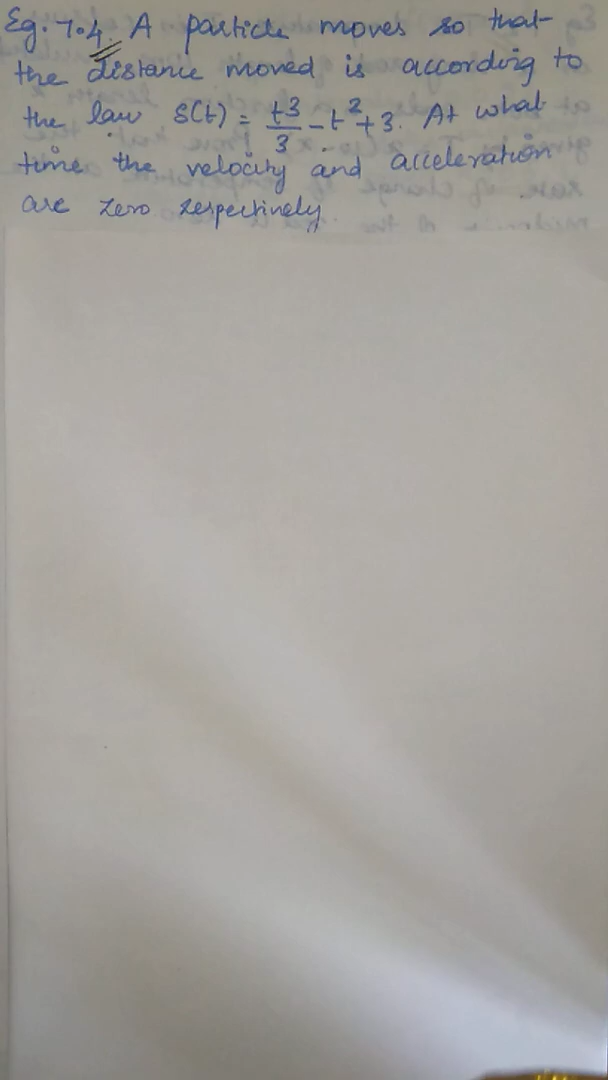 Eg. 7.4. A particle moves so that
the distance moved is according to
the law S(t) = t³/3 - t² + 3. At what
time the velocity and acceleration
are zero respectively